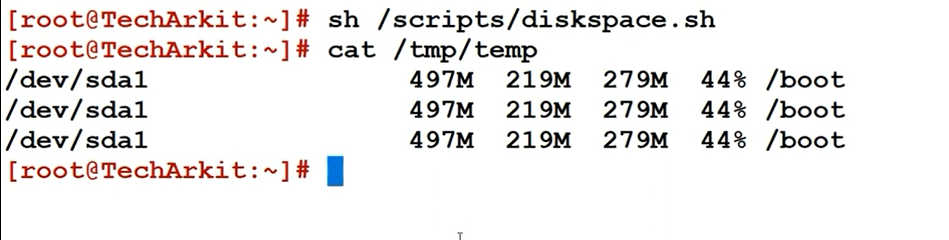 [root@TechArkit:~]# sh /scripts/diskspace.sh
[root@TechArkit:~]# cat /tmp/temp
/dev/sda1 497M 219M 279M 44% /boot
/dev/sda1 497M 219M 279M 44% /boot
/dev/sda1 497M 219M 279M 44% /boot
[root@TechArkit:~]#